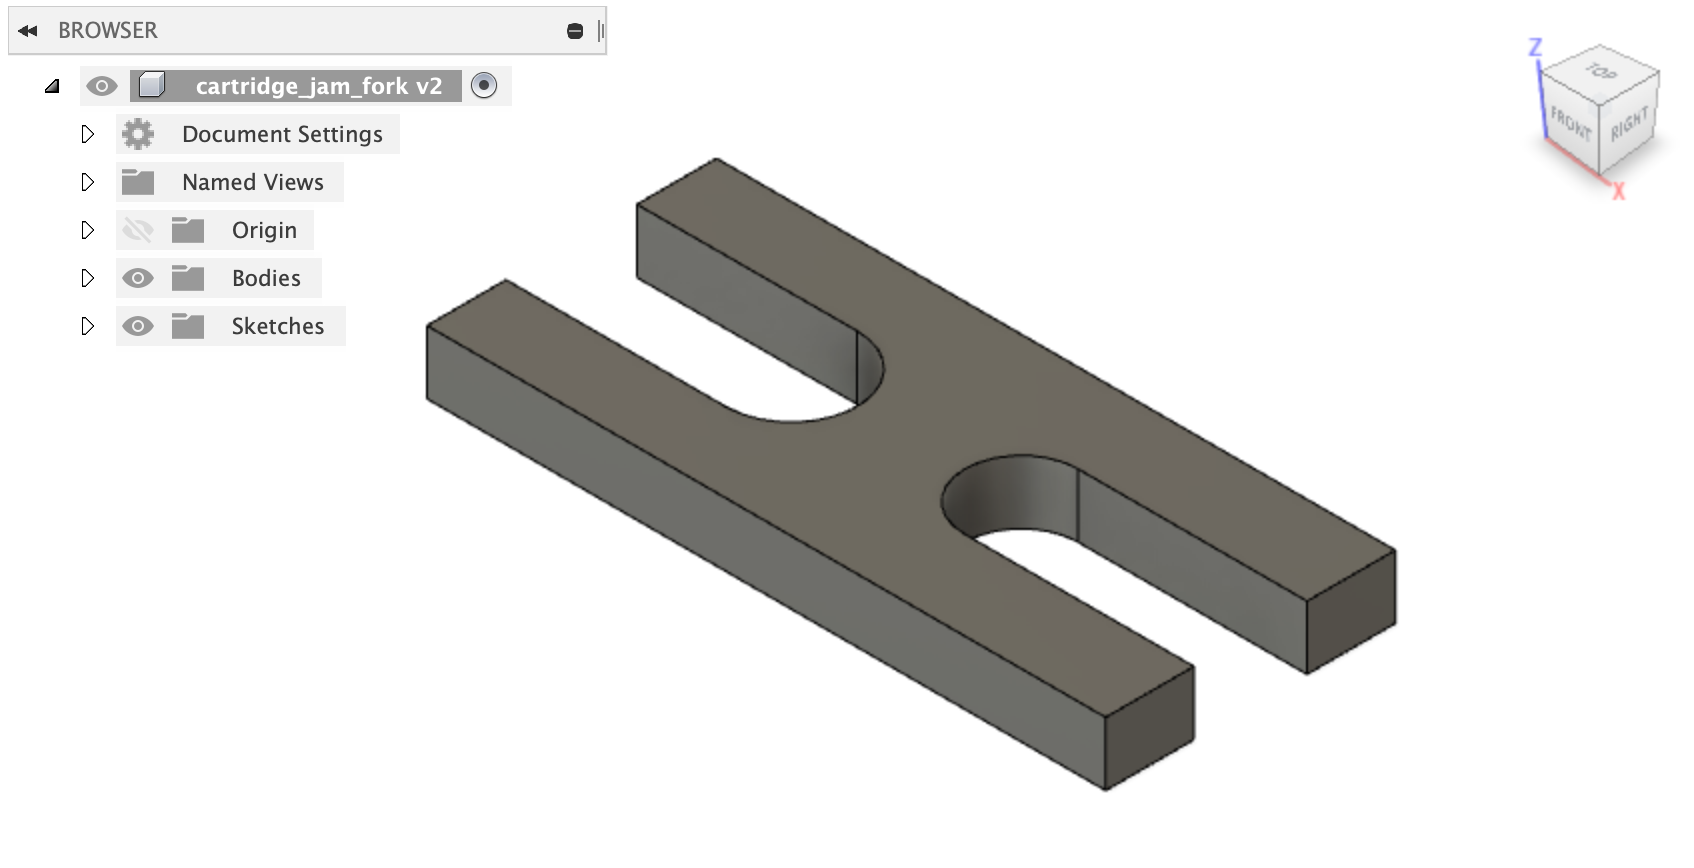 BROWSER
cartridge_jam_fork v2
Document Settings
Named Views
Origin
Bodies
Sketches
Z
TOP
FRONT
RIGHT
X